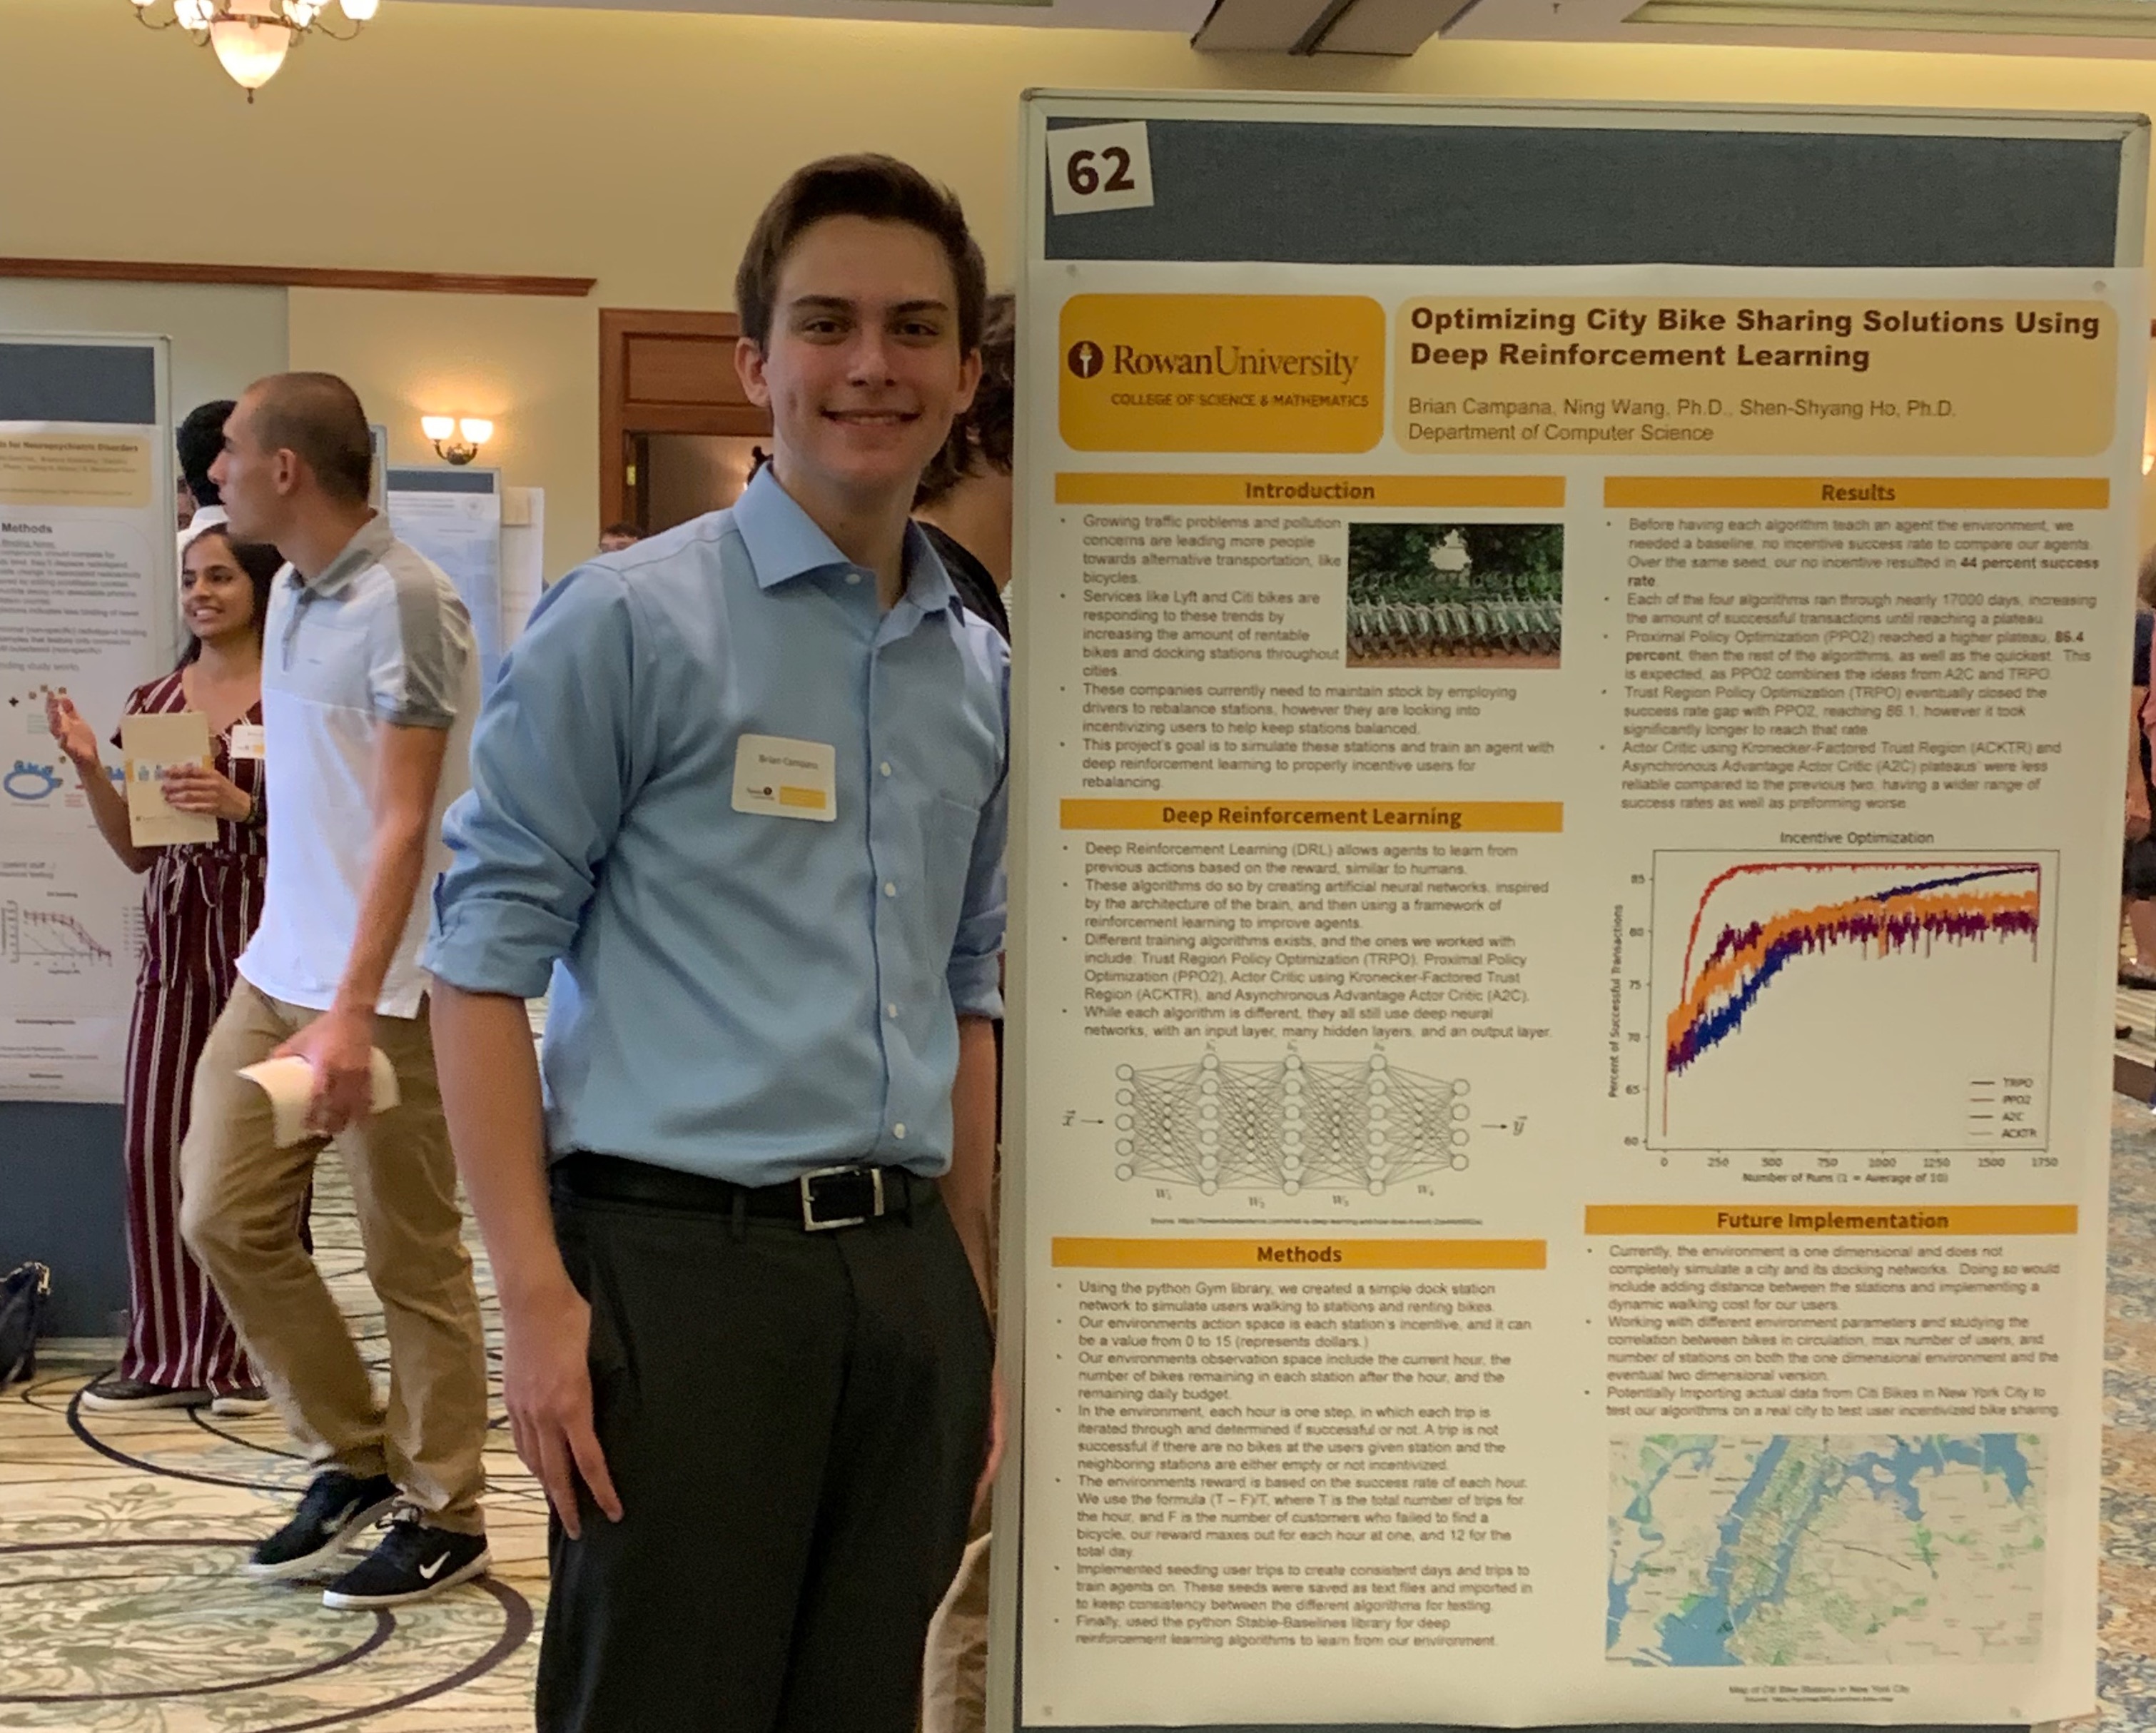 62
RowanUniversity
COLLEGE OF SCIENCE & MATHEMATICS
Optimizing City Bike Sharing Solutions Using
Deep Reinforcement Learning
Brian Campana, Ning Wang, Ph.D., Shen-Shyang Ho, Ph.D.
Department of Computer Science
Introduction
• Growing traffic problems and pollution
concerns are leading more people
towards alternative transportation, like
bicycles.
• Services like Lyft and Citi bikes are
responding to these trends by
increasing the amount of rentable
bikes and docking stations throughout
cities.
• These companies currently need to maintain stock by employing
drivers to rebalance stations, however they are looking into
incentivizing users to help keep stations balanced.
• This project's goal is to simulate these stations and train an agent with
deep reinforcement learning to properly incentive users for
rebalancing.
Deep Reinforcement Learning
• Deep Reinforcement Learning (DRL) allows agents to learn from
previous actions based on the reward, similar to humans.
• These algorithms do so by creating artificial neural networks, inspired
by the architecture of the brain, and then using a framework of
reinforcement learning to improve agents.
• Different training algorithms exists, and the ones we worked with
include: Trust Region Policy Optimization (TRPO), Proximal Policy
Optimization (PPO2), Actor Critic using Kronecker-Factored Trust
Region (ACKTR), and Asynchronous Advantage Actor Critic (A2C).
• While each algorithm is different, they all still use deep neural
networks, with an input layer, many hidden layers, and an output layer.
Methods
• Using the python Gym library, we created a simple dock station
network to simulate users walking to stations and renting bikes.
• Our environments action space is each station's incentive, and it can
be a value from 0 to 15 (represents dollars.)
• Our environments observation space include the current hour, the
number of bikes remaining in each station after the hour, and the
remaining daily budget.
• In the environment, each hour is one step, in which each trip is
iterated through and determined if successful or not. A trip is not
successful if there are no bikes at the users given station and the
neighboring stations are either empty or not incentivized.
• The environments reward is based on the success rate of each hour.
We use the formula (T – F)/T, where T is the total number of trips for
the hour, and F is the number of customers who failed to find a
bicycle, our reward maxes out for each hour at one, and 12 for the
total day.
• Implemented seeding user trips to create consistent days and trips to
train agents on. These seeds were saved as text files and imported in
to keep consistency between the different algorithms for testing.
• Finally, used the python Stable-Baselines library for deep
reinforcement learning algorithms to learn from our environment.
Results
• Before having each algorithm teach an agent the environment, we
needed a baseline, no incentive success rate to compare our agents.
Over the same seed, our no incentive resulted in 44 percent success
rate.
• Each of the four algorithms ran through nearly 17000 days, increasing
the amount of successful transactions until reaching a plateau.
• Proximal Policy Optimization (PPO2) reached a higher plateau, 86.4
percent, then the rest of the algorithms, as well as the quickest. This
is expected, as PPO2 combines the ideas from A2C and TRPO.
• Trust Region Policy Optimization (TRPO) eventually closed the
success rate gap with PPO2, reaching 86.1, however it took
significantly longer to reach that rate.
• Actor Critic using Kronecker-Factored Trust Region (ACKTR) and
Asynchronous Advantage Actor Critic (A2C) plateaus' were less
reliable compared to the previous two, having a wider range of
success rates as well as preforming worse.
Incentive Optimization
Percent of Successful Transactions
85
80
75
70
65
60
TRPO
PPO2
A2C
ACKTR
0 250 500 750 1000 1250 1500 1750
Number of Runs (1 = Average of 10)
Future Implementation
• Currently, the environment is one dimensional and does not
completely simulate a city and its docking networks. Doing so would
include adding distance between the stations and implementing a
dynamic walking cost for our users.
• Working with different environment parameters and studying the
correlation between bikes in circulation, max number of users, and
number of stations on both the one dimensional environment and the
eventual two dimensional version.
• Potentially Importing actual data from Citi Bikes in New York City to
test our algorithms on a real city to test user incentivized bike sharing.
Map of Citi Bike Stations in New York City
Brian Campana
for Neuropsychiatric Disorders
Methods